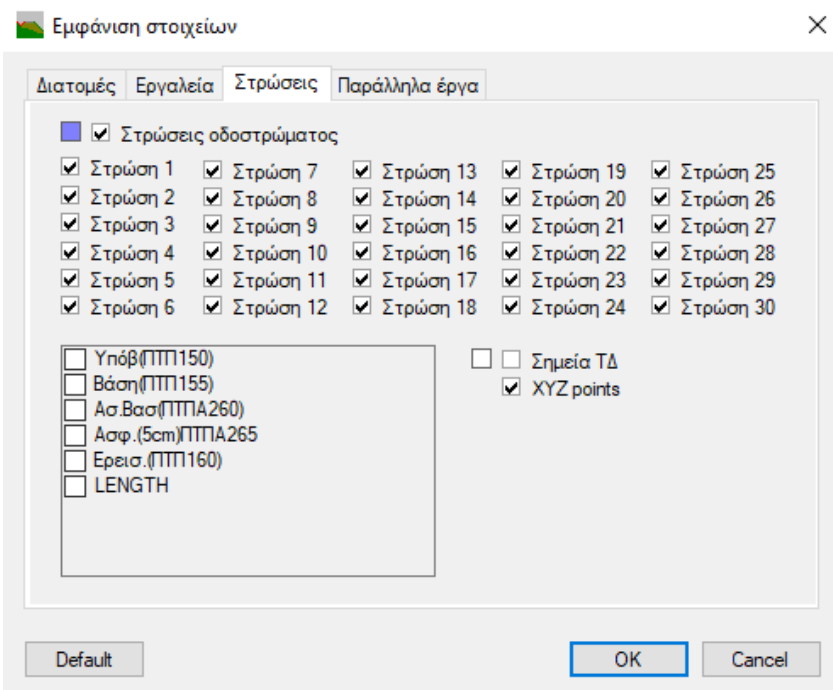 Εμφάνιση στοιχείων
Διατομές Εργαλεία Στρώσεις Παράλληλα έργα
Στρώσεις οδοστρώματος
Στρώση 1 Στρώση 7 Στρώση 13 Στρώση 19 Στρώση 25
Στρώση 2 Στρώση 8 Στρώση 14 Στρώση 20 Στρώση 26
Στρώση 3 Στρώση 9 Στρώση 15 Στρώση 21 Στρώση 27
Στρώση 4 Στρώση 10 Στρώση 16 Στρώση 22 Στρώση 28
Στρώση 5 Στρώση 11 Στρώση 17 Στρώση 23 Στρώση 29
Στρώση 6 Στρώση 12 Στρώση 18 Στρώση 24 Στρώση 30
Υπόβ(ΠΤΠ150)
Βάση(ΠΤΠ155)
Ασ.Βασ(ΠΤΠΑ260)
Ασφ.(5cm)ΠΤΠΑ265
Ερεισ.(ΠΤΠ160)
LENGTH
Σημεία ΤΔ
XYZ points
Default OK Cancel